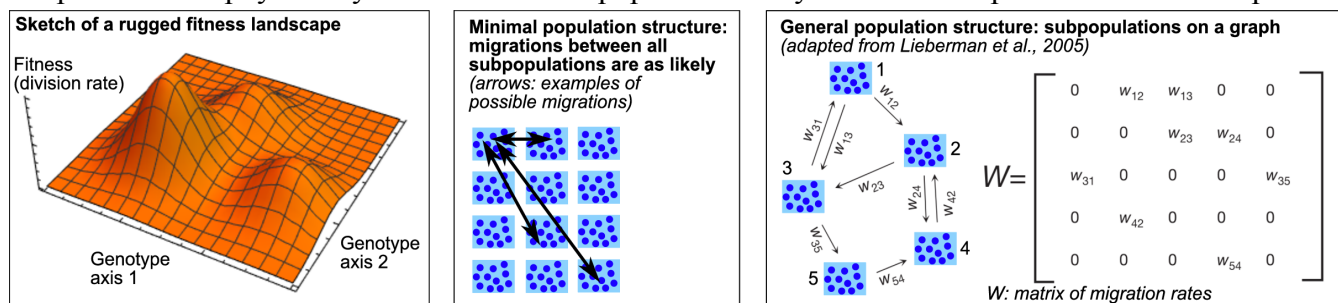 Sketch of a rugged fitness landscape
Fitness
(division rate)
Genotype
axis 1
Genotype
axis 2
Minimal population structure:
migrations between all
subpopulations are as likely
(arrows: examples of
possible migrations)
General population structure: subpopulations on a graph
(adapted from Lieberman et al., 2005)
1
w12
w31
w13
2
3
w23
w24
w42
w35
4
5
w54
W=
0 w12 w13 0 0
0 0 w23 w24 0
w31 0 0 0 w35
0 w42 0 0 0
0 0 0 w54 0
W: matrix of migration rates